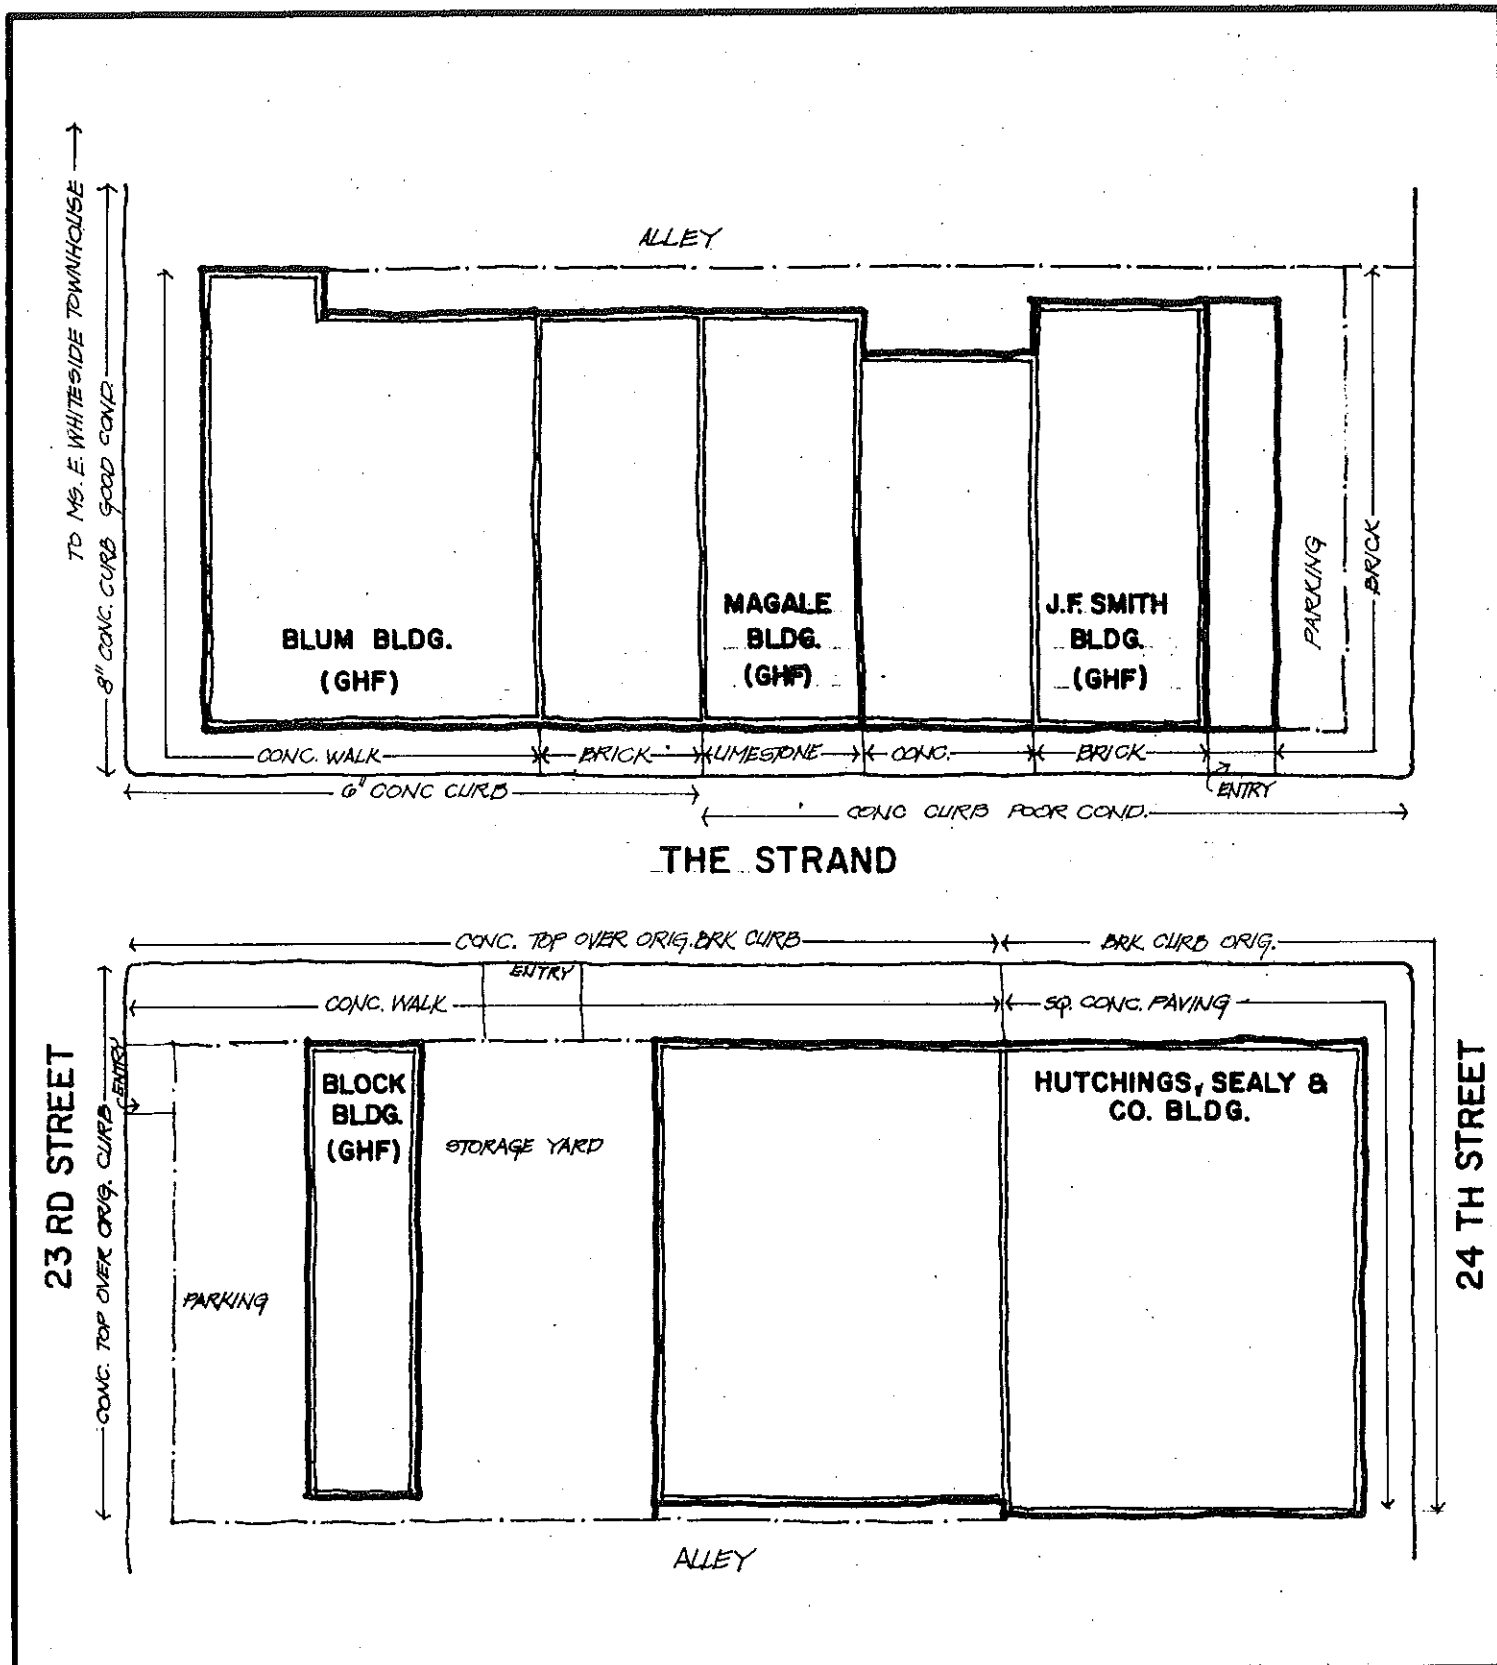 TO MS. E. WHITESIDE TOWNHOUSE
8" CONC. CURB GOOD COND.
ALLEY
BLUM BLDG.
(GHF)
MAGALE
BLDG.
(GHF)
J.F. SMITH
BLDG.
(GHF)
PARKING
BRICK
CONC. WALK
BRICK
LIMESTONE
CONC.
BRICK
ENTRY
6" CONC CURB
CONC CURB POOR COND.
THE STRAND
CONC. TOP OVER ORIG. BRK CURB
BRK. CURB ORIG.
ENTRY
CONC. WALK
SQ. CONC. PAVING
23 RD STREET
CONC. TOP OVER ORIG. CURB
ENTRY
BLOCK
BLDG.
(GHF)
STORAGE YARD
HUTCHINGS, SEALY &
CO. BLDG.
24 TH STREET
PARKING
ALLEY